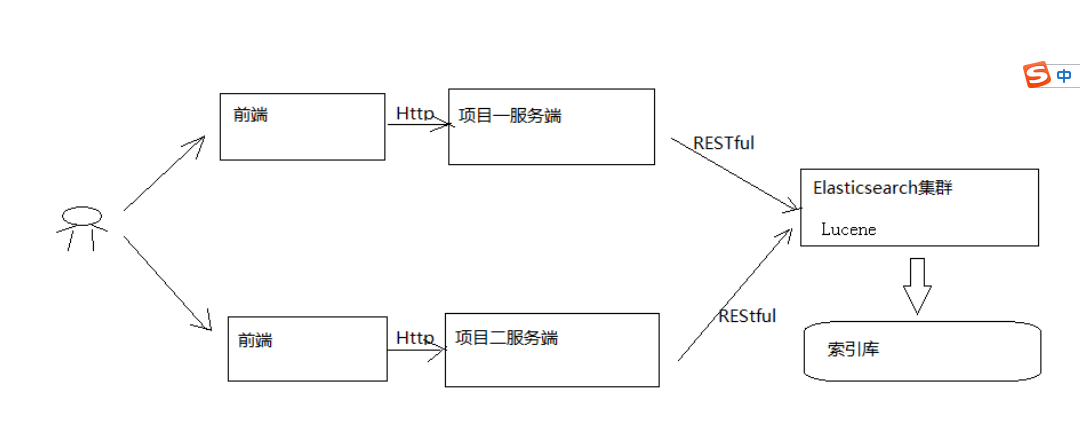 中
前端
Http
项目一服务端
RESTful
Elasticsearch集群
Lucene
前端
Http
项目二服务端
REStful
索引库